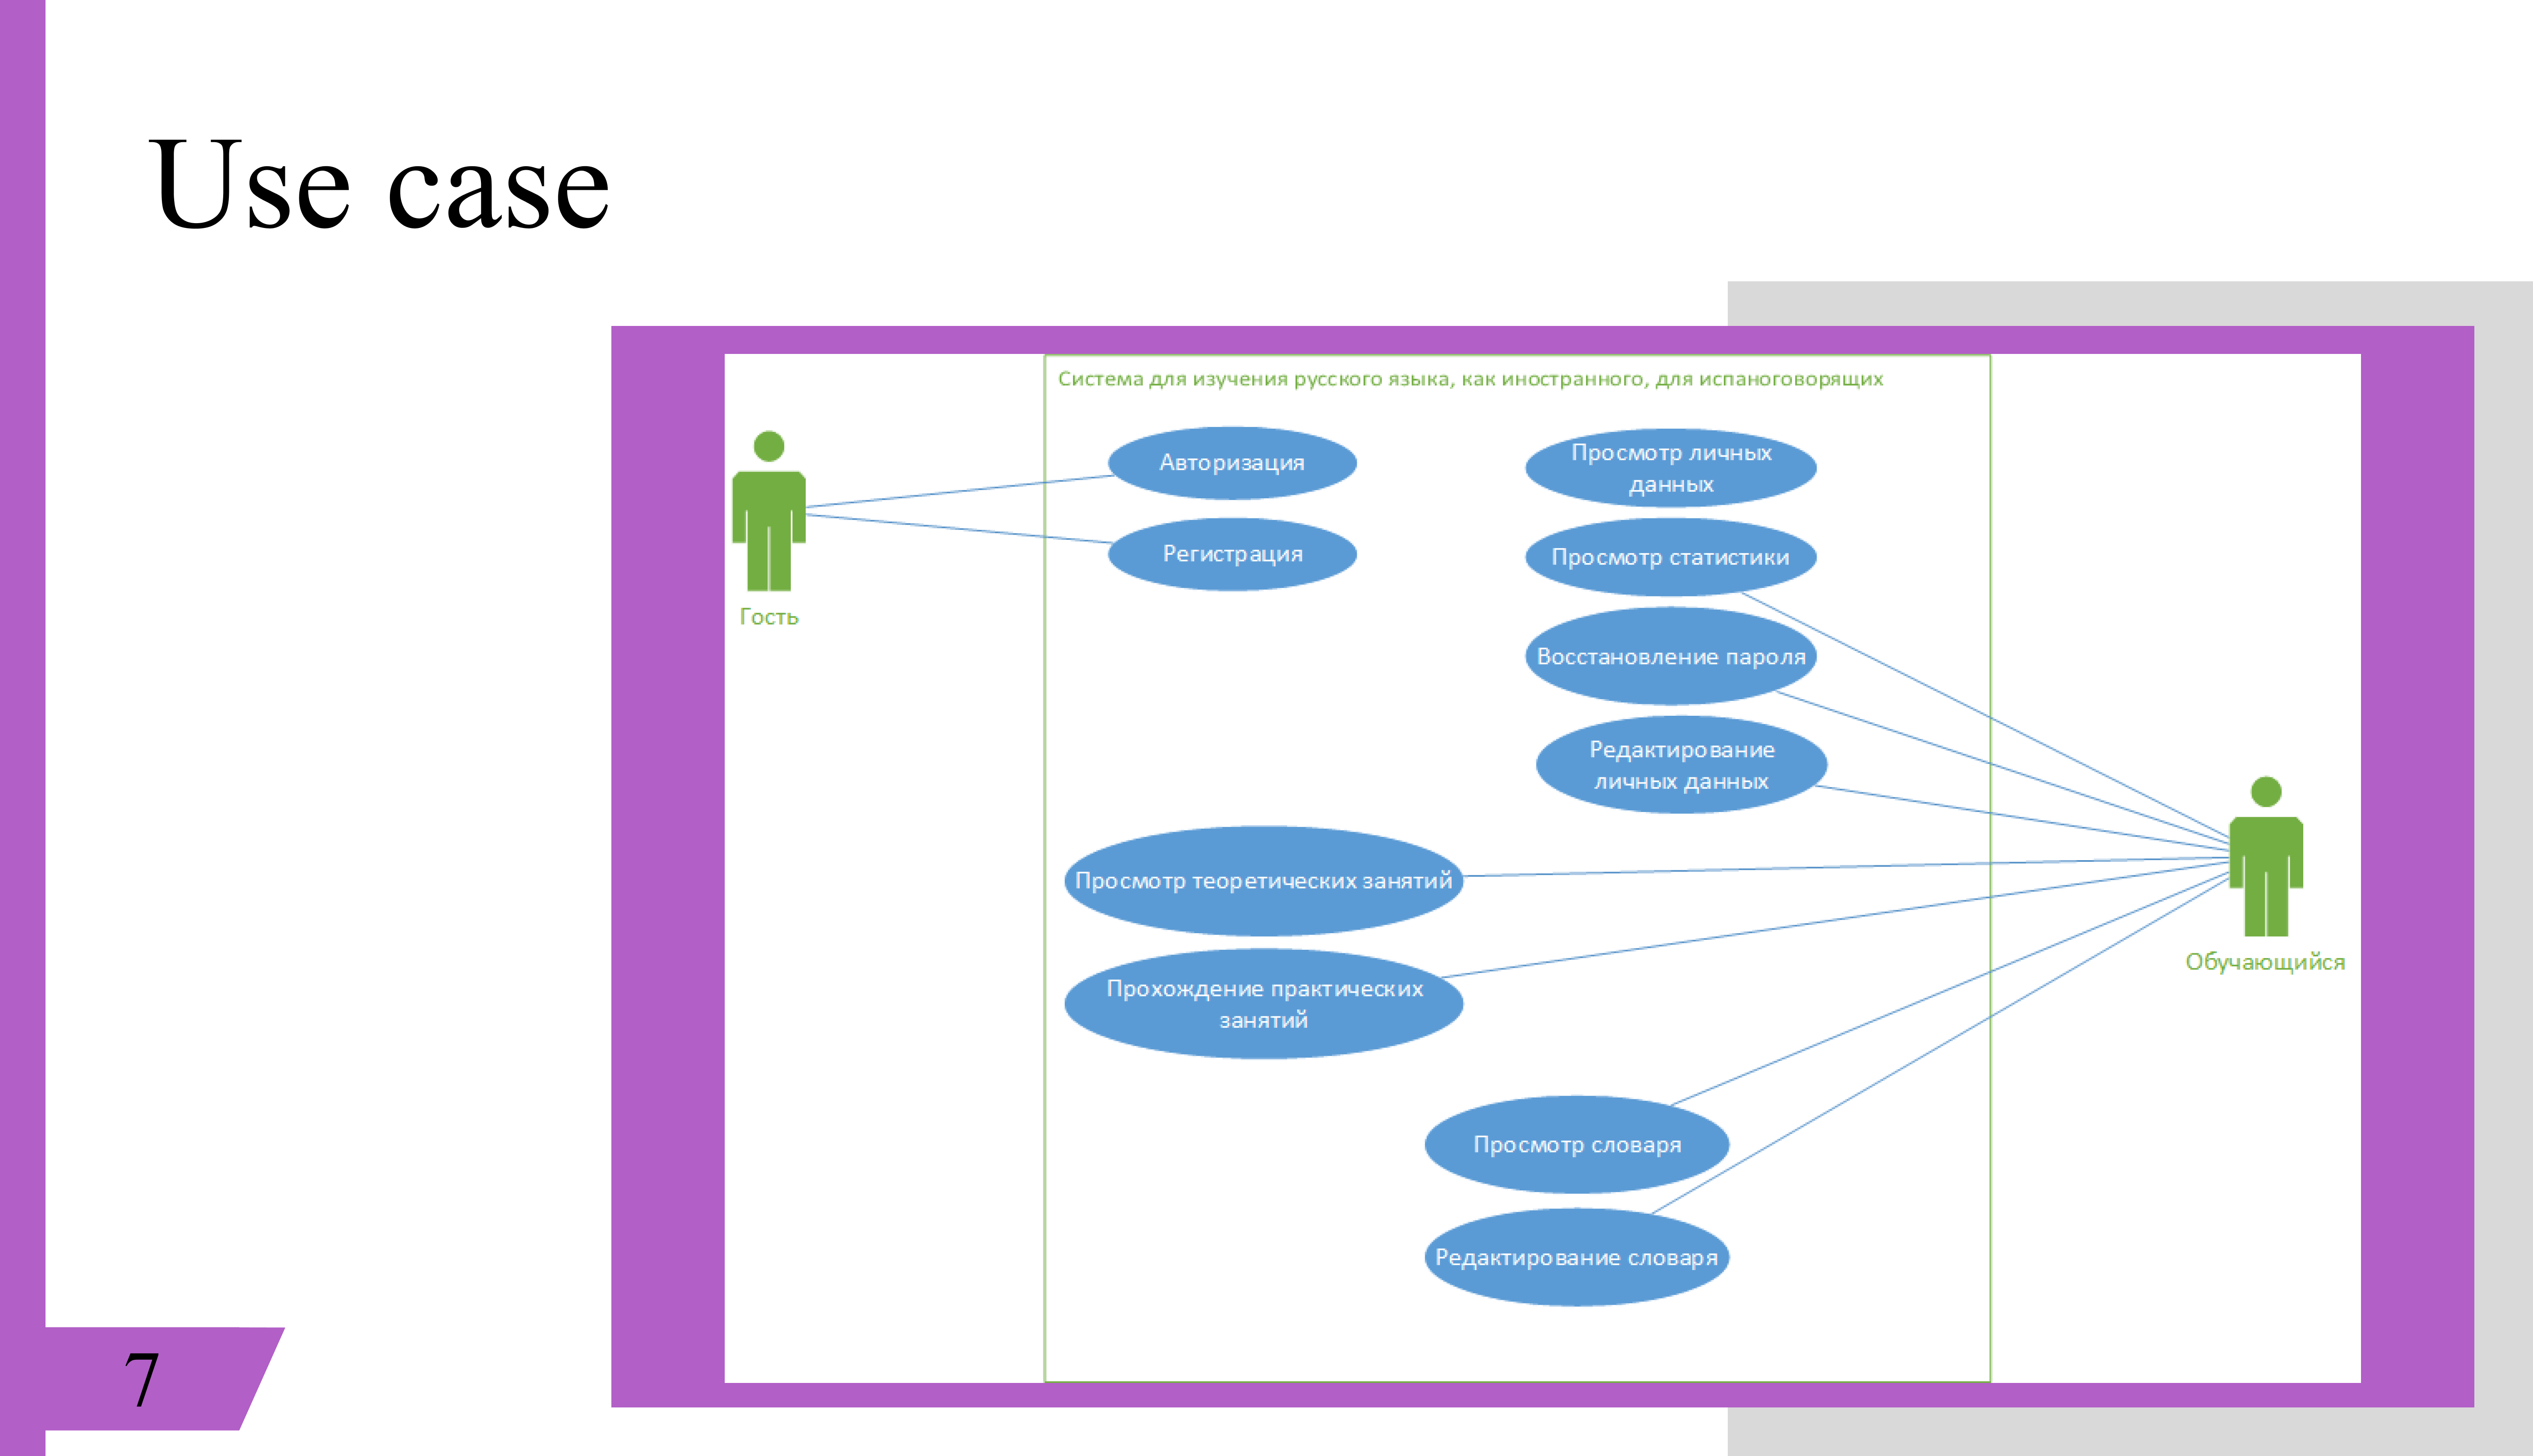 Use case
Система для изучения русского языка, как иностранного, для испаноговорящих
Авторизация
Регистрация
Гость
Просмотр личных
данных
Просмотр статистики
Восстановление пароля
Редактирование
личных данных
Просмотр теоретических занятий
Прохождение практических
занятий
Обучающийся
Просмотр словаря
Редактирование словаря
7